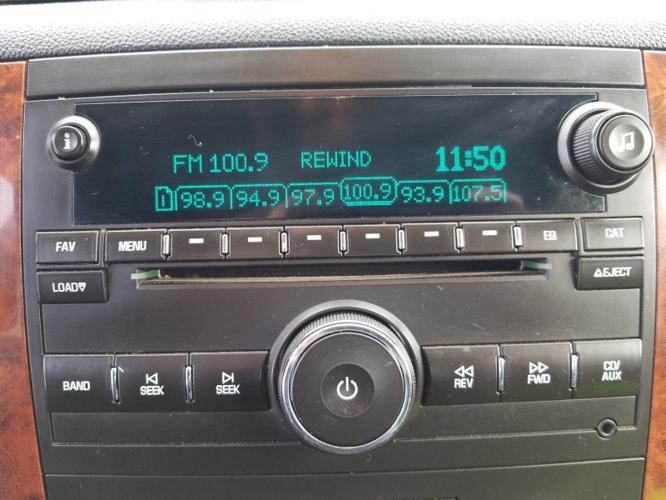 i
FM 100.9 REWIND 11:50
1 98.9 94.9 97.9 100.9 93.9 107.5
FAV MENU EQ CAT
LOAD EJECT
BAND SEEK SEEK REV FWD CD/AUX